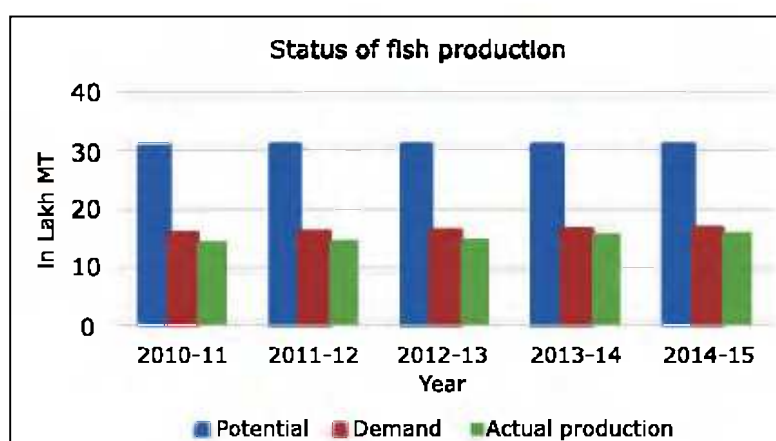 Status of fish production
40
30
20
10
0
In Lakh MT
2010-11 2011-12 2012-13 2013-14 2014-15
Year
Potential Demand Actual production